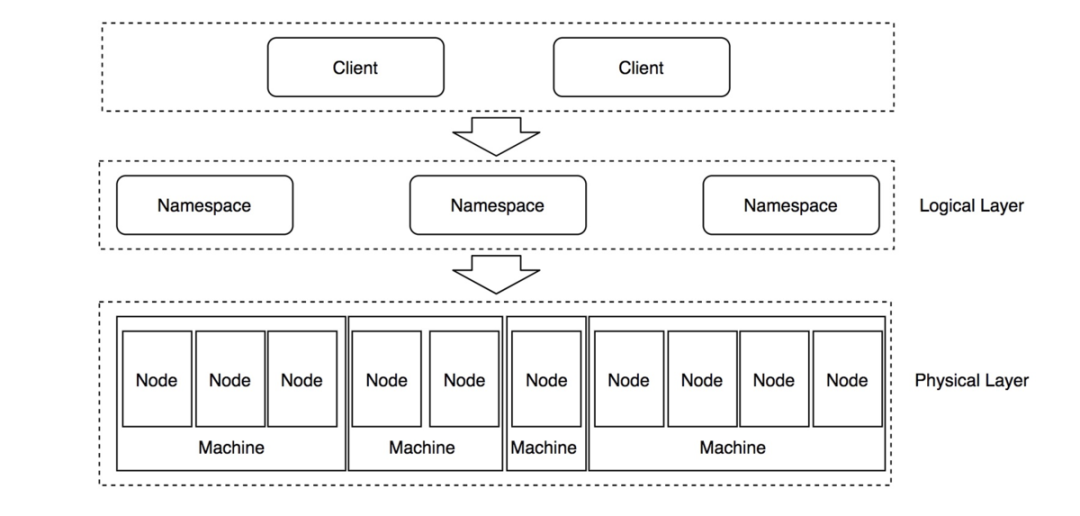 Client Client
Namespace Namespace Namespace Logical Layer
Node Node Node Node Node Node Node Node Node Node Physical Layer
Machine Machine Machine Machine